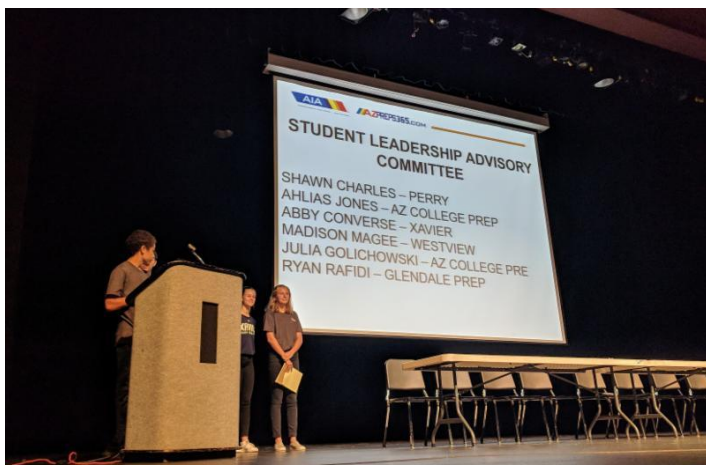 AIA
AZPREPS365.COM
STUDENT LEADERSHIP ADVISORY
COMMITTEE
SHAWN CHARLES – PERRY
AHLIAS JONES – AZ COLLEGE PREP
ABBY CONVERSE – XAVIER
MADISON MAGEE – WESTVIEW
JULIA GOLICHOWSKI – AZ COLLEGE PRE
RYAN RAFIDI – GLENDALE PREP